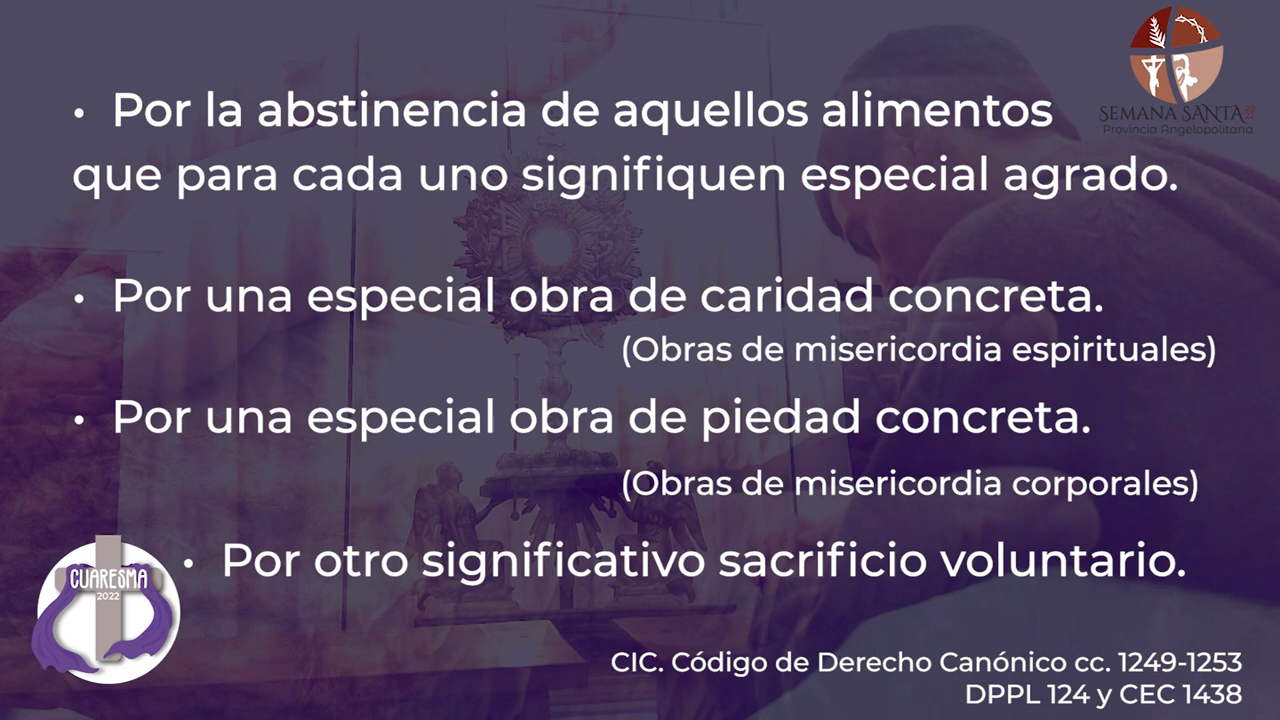 SEMANA SANTA
Provincia Angelopolitana
• Por la abstinencia de aquellos alimentos
que para cada uno signifiquen especial agrado.
• Por una especial obra de caridad concreta.
(Obras de misericordia espirituales)
• Por una especial obra de piedad concreta.
(Obras de misericordia corporales)
• Por otro significativo sacrificio voluntario.
CUARESMA
2022
CIC. Código de Derecho Canónico cc. 1249-1253
DPPL 124 y CEC 1438